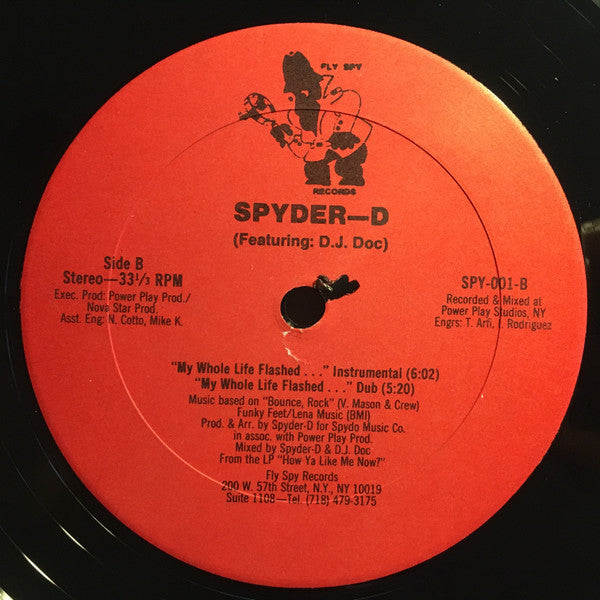 FLY SPY
RECORDS
SPYDER—D
(Featuring: D.J. Doc)
Side B
Stereo—33 1/3 RPM
Exec. Prod: Power Play Prod./
Nova Star Prod.
Asst. Eng: N. Cotto, Mike K.
SPY-001-B
Recorded & Mixed at
Power Play Studios, NY
Engrs: T. Arfi, I. Rodriguez
"My Whole Life Flashed . . ." Instrumental (6:02)
"My Whole Life Flashed . . ." Dub (5:20)
Music based on "Bounce, Rock" (V. Mason & Crew)
Funky Feet/Lena Music (BMI)
Prod. & Arr. by Spyder-D for Spydo Music Co.
in assoc. with Power Play Prod.
Mixed by Spyder-D & D.J. Doc
From the LP "How Ya Like Me Now?"
Fly Spy Records
200 W. 57th Street, N.Y., NY 10019
Suite 1108—Tel. (718) 479-3175